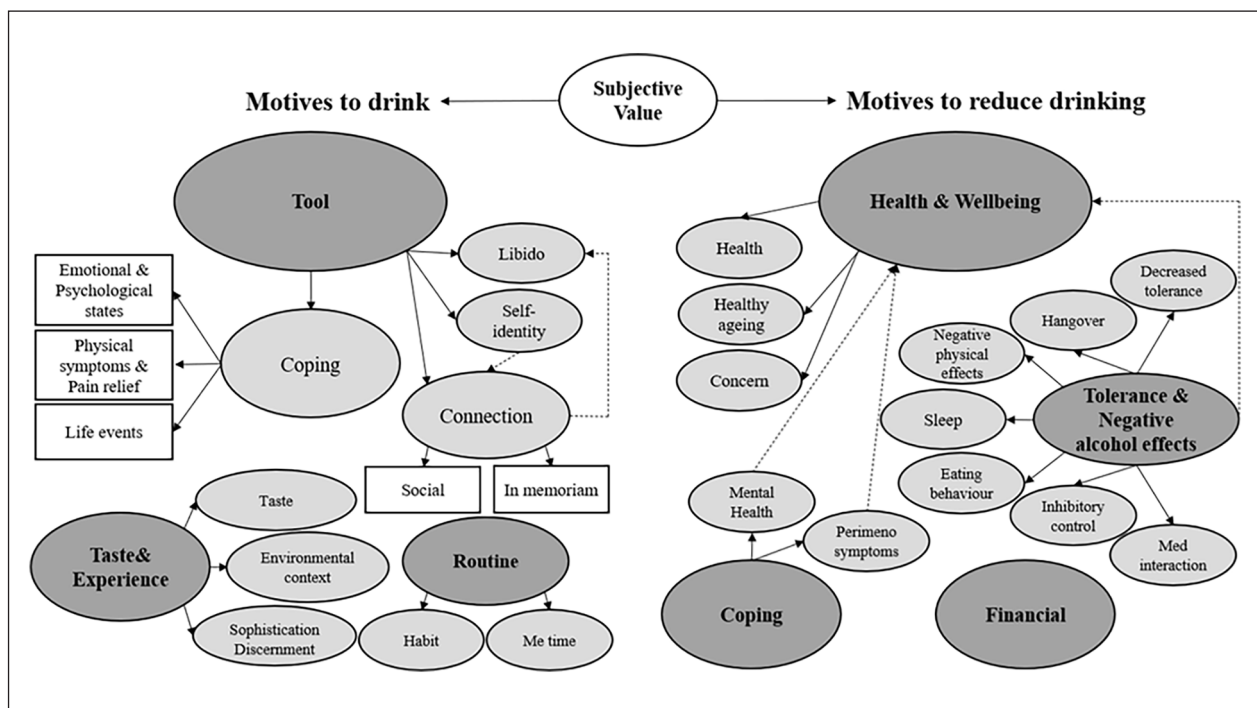 Motives to drink
Subjective
Value
Motives to reduce drinking
Tool
Libido
Self-
identity
Coping
Emotional &
Psychological
states
Physical
symptoms &
Pain relief
Life events
Connection
Social
In memoriam
Taste&
Experience
Taste
Environmental
context
Sophistication
Discernment
Routine
Habit
Me time
Health & Wellbeing
Health
Healthy
ageing
Concern
Decreased
tolerance
Hangover
Negative
physical
effects
Tolerance &
Negative
alcohol effects
Sleep
Eating
behaviour
Inhibitory
control
Med
interaction
Mental
Health
Perimeno
symptoms
Coping
Financial